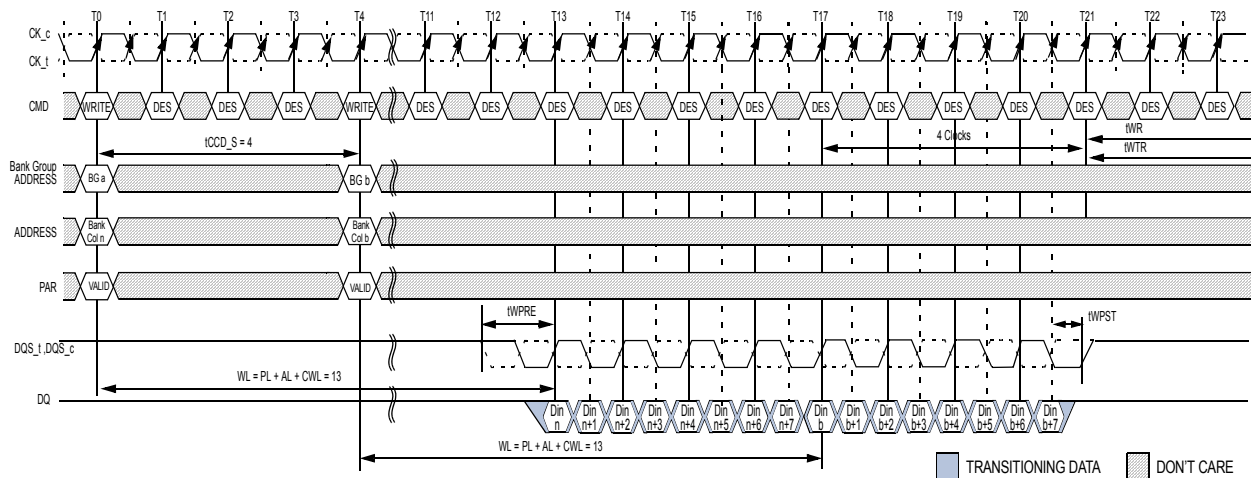 T0 T1 T2 T3 T4 T11 T12 T13 T14 T15 T16 T17 T18 T19 T20 T21 T22 T23
CK_c
CK_t
CMD WRITE DES DES DES WRITE DES DES DES DES DES DES DES DES DES DES DES DES DES
tCCD_S = 4
4 Clocks
tWR
tWTR
Bank Group
ADDRESS
BG a
BG b
ADDRESS
Bank
Col n
Bank
Col b
PAR VALID VALID
tWPRE
tWPST
DQS_t ,DQS_c
WL = PL + AL + CWL = 13
DQ
Din
n
Din
n+1
Din
n+2
Din
n+3
Din
n+4
Din
n+5
Din
n+6
Din
n+7
Din
b
Din
b+1
Din
b+2
Din
b+3
Din
b+4
Din
b+5
Din
b+6
Din
b+7
WL = PL + AL + CWL = 13
TRANSITIONING DATA
DON'T CARE